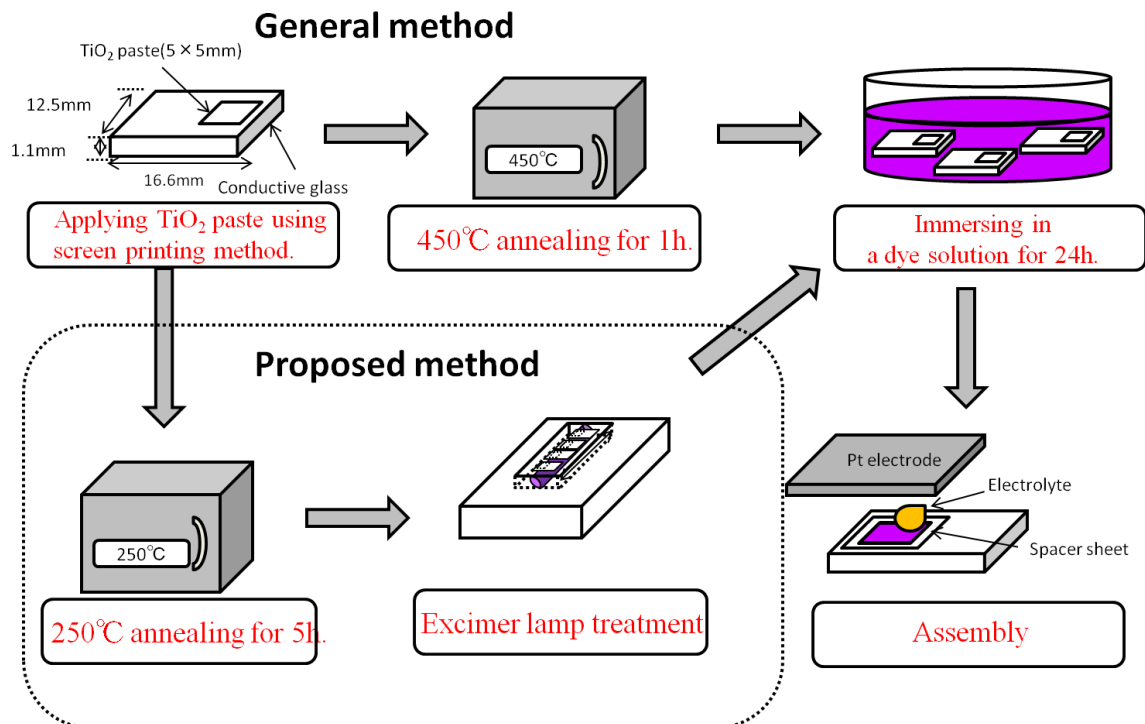 General method
TiO₂ paste(5×5mm)
12.5mm
1.1mm
16.6mm
Conductive glass
Applying TiO₂ paste using
screen printing method.
450℃
450℃ annealing for 1h.
Immersing in
a dye solution for 24h.
Proposed method
250℃
250℃ annealing for 5h.
Excimer lamp treatment
Pt electrode
Electrolyte
Spacer sheet
Assembly